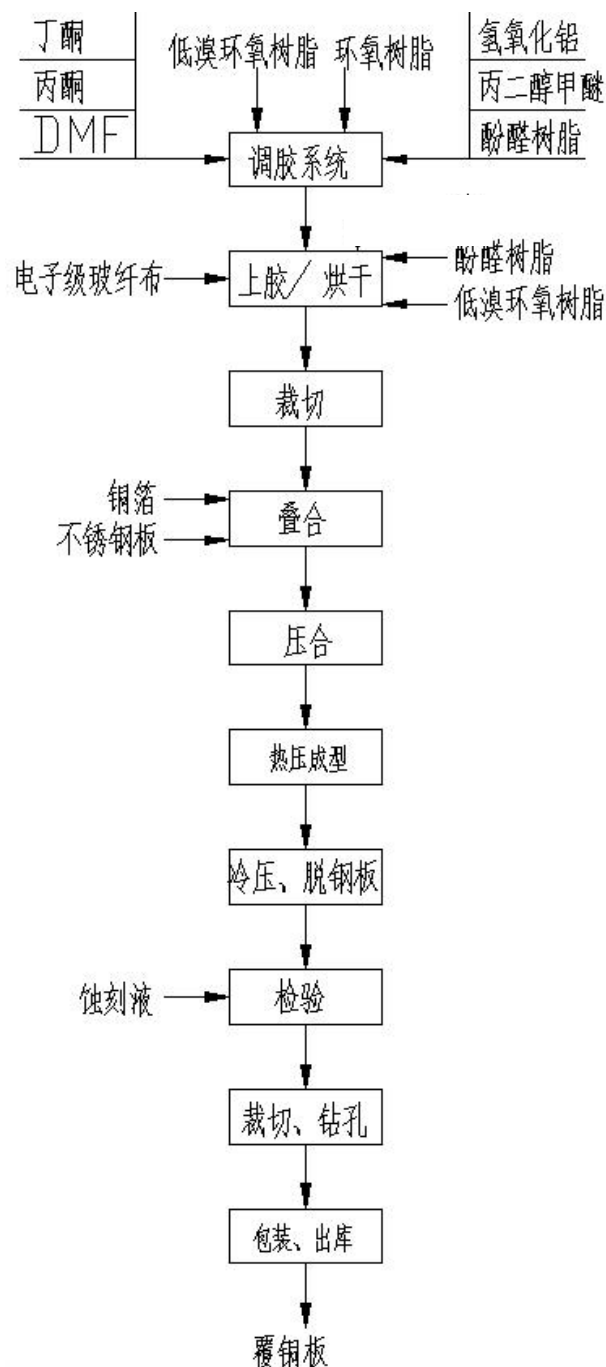 丁酮
丙酮
DMF
低溴环氧树脂 环氧树脂
氢氧化铝
丙二醇甲醚
酚醛树脂
调胶系统
电子级玻纤布
上胶/烘干
酚醛树脂
低溴环氧树脂
裁切
铜箔
不锈钢板
叠合
压合
热压成型
冷压、脱钢板
蚀刻液
检验
裁切、钻孔
包装、出库
覆铜板